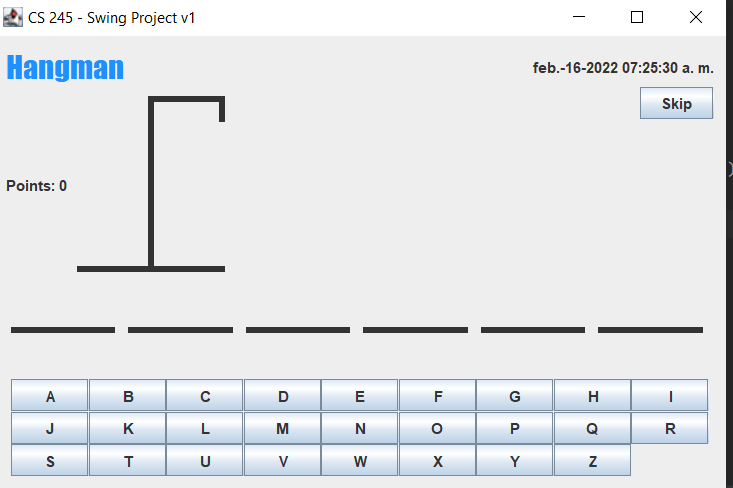 CS 245 - Swing Project v1
Hangman
feb.-16-2022 07:25:30 a. m.
Skip
Points: 0
A B C D E F G H I
J K L M N O P Q R
S T U V W X Y Z